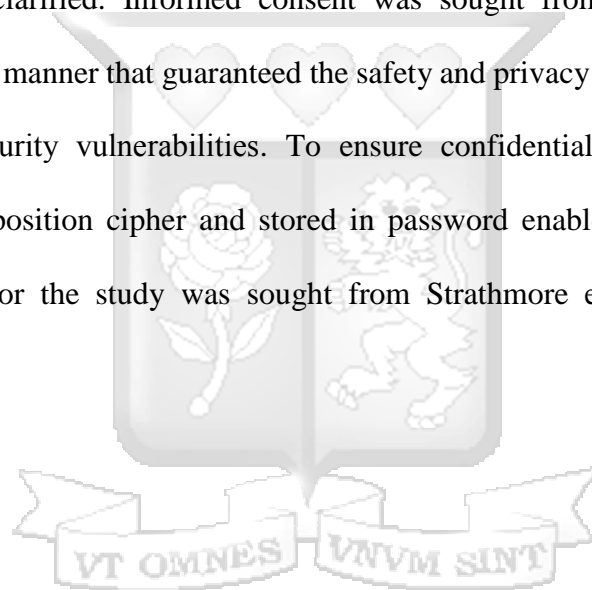 clarified. Informed consent was sought from
manner that guaranteed the safety and privacy
urity vulnerabilities. To ensure confidential
position cipher and stored in password enable
or the study was sought from Strathmore e
VT OMNES VNVM SINT